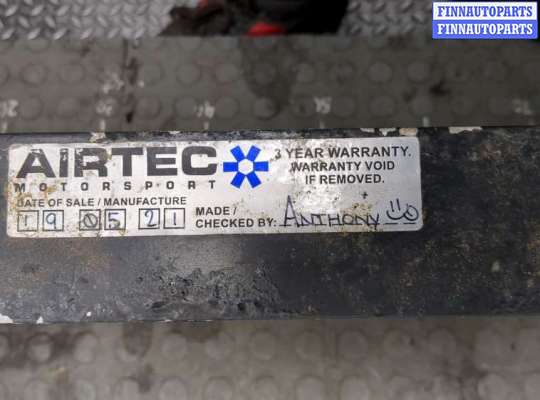 FINNAUTOPARTS
FINNAUTOPARTS
AIRTEC
MOTORSPORT
3 YEAR WARRANTY.
WARRANTY VOID
IF REMOVED.
DATE OF SALE / MANUFACTURE
19 05 21
MADE /
CHECKED BY: ANTHONY